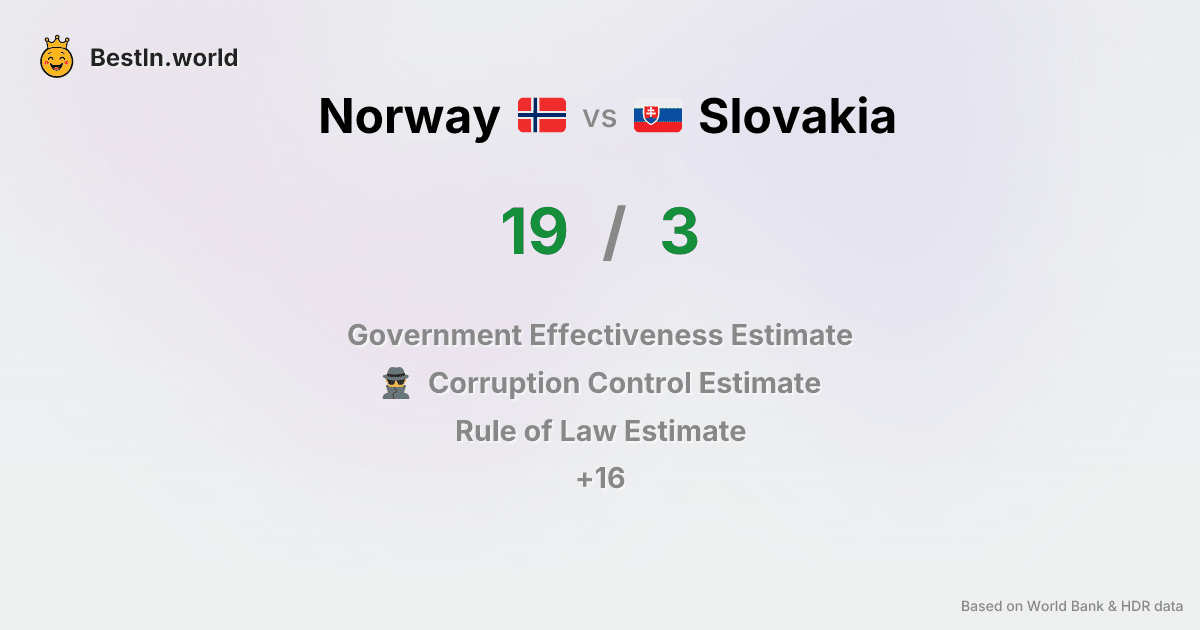 BestIn.world
Norway vs Slovakia
19 / 3
Government Effectiveness Estimate
Corruption Control Estimate
Rule of Law Estimate
+16
Based on World Bank & HDR data